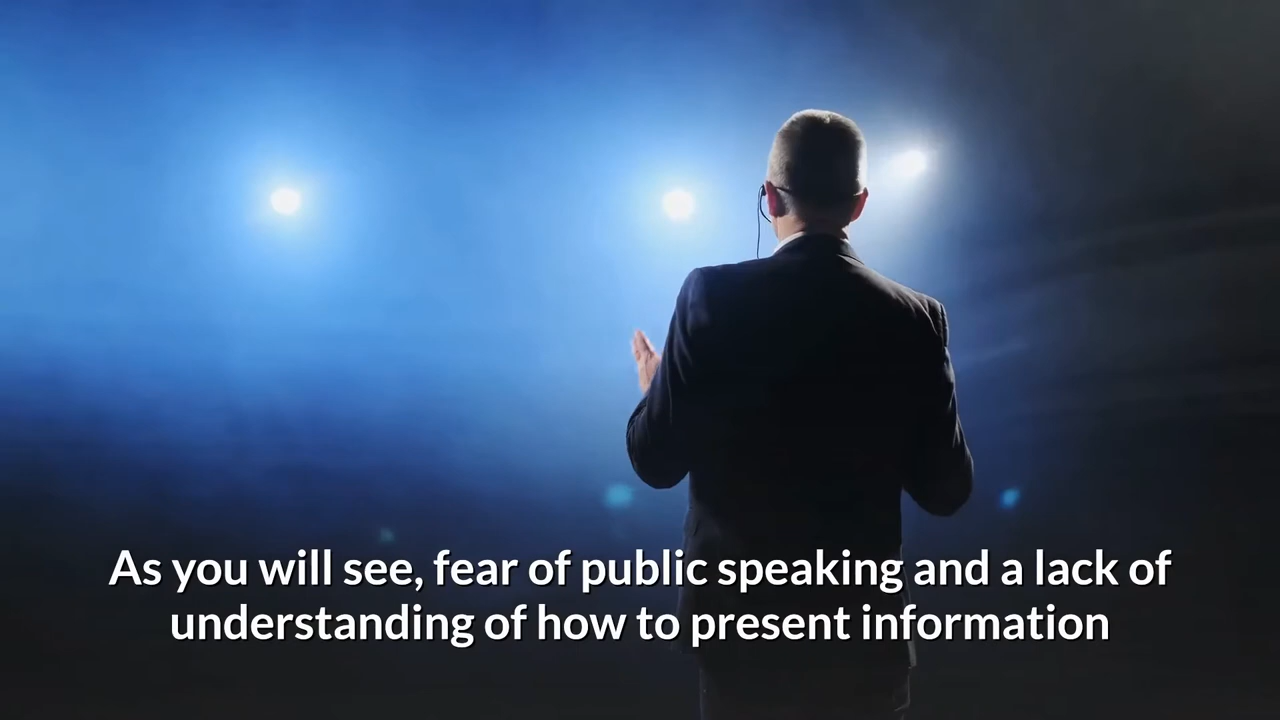 As you will see, fear of public speaking and a lack of
understanding of how to present information